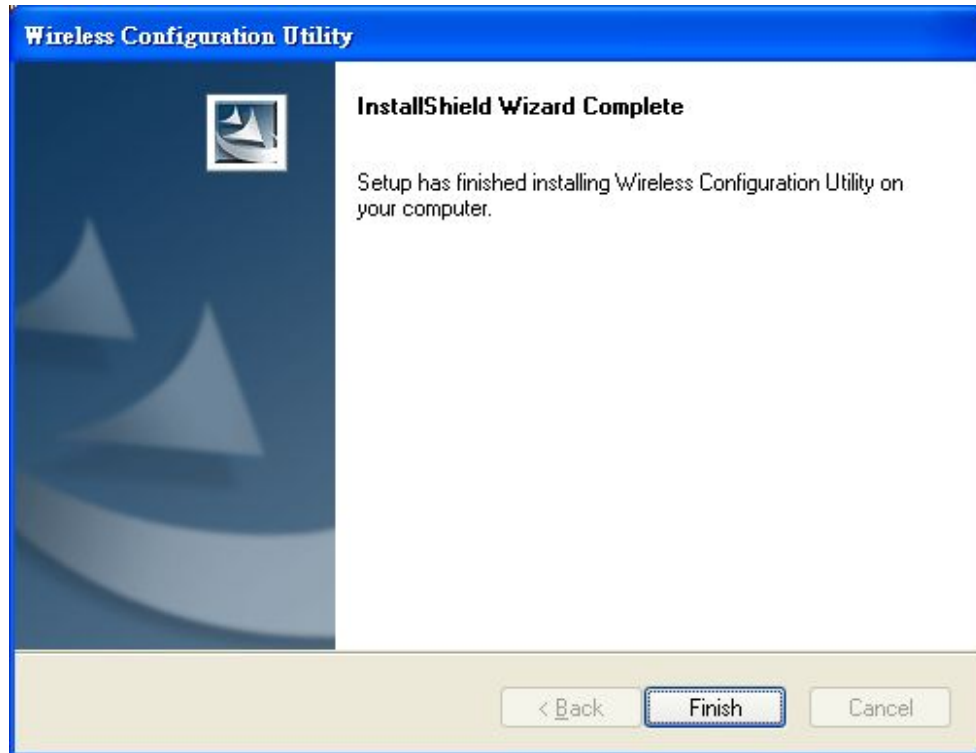 Wireless Configuration Utility
InstallShield Wizard Complete
Setup has finished installing Wireless Configuration Utility on
your computer.
< Back
Finish
Cancel